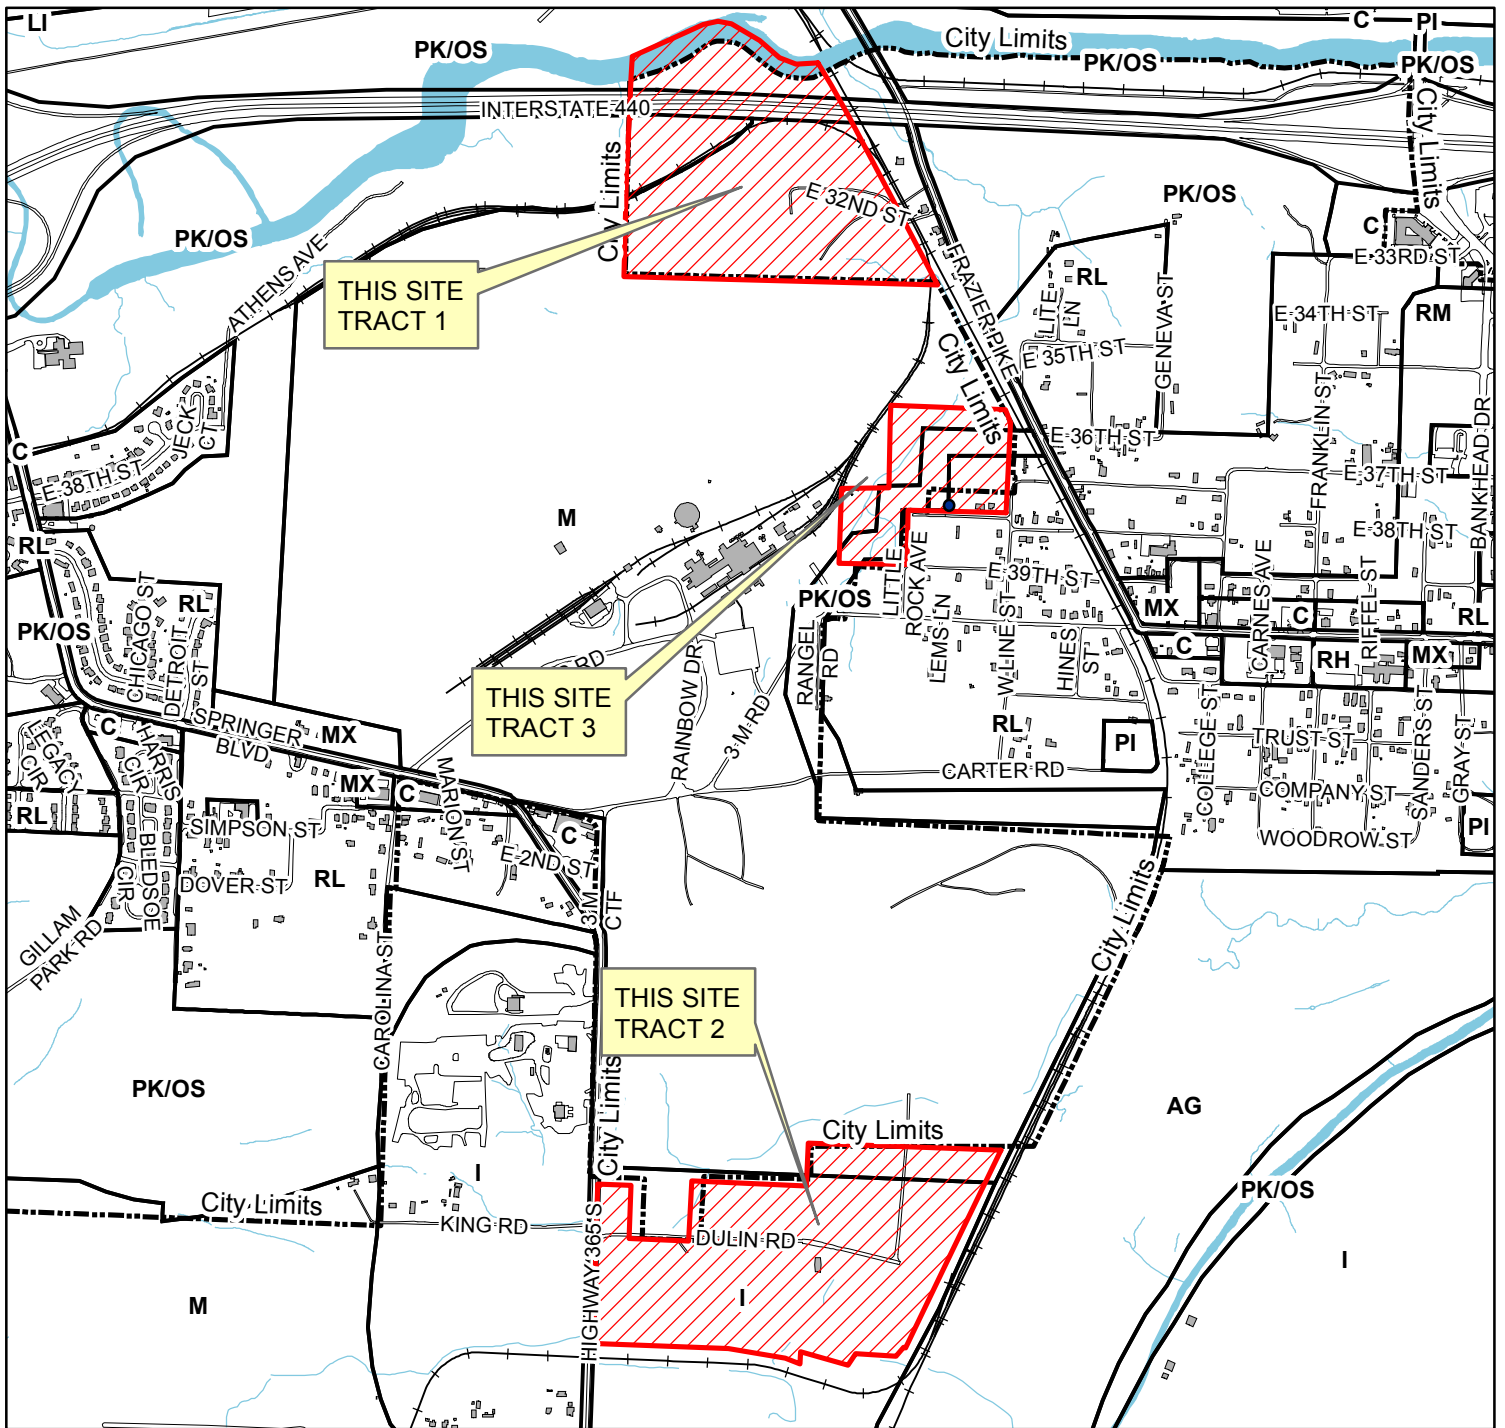 LI
C
PI
PK/OS
City Limits
PK/OS
PK/OS
INTERSTATE 440
City Limits
City Limits
PK/OS
E 32ND ST
PK/OS
C
E 33RD ST
ATHENS AVE
THIS SITE
TRACT 1
FRAZIER PIKE
LITE
LN
RL
GENEVA ST
E 34TH ST
RM
E 35TH ST
City Limits
JECK
CT
E 36TH ST
FRANKLIN ST
BANKHEAD DR
C
E 38TH ST
E 37TH ST
M
E 38TH ST
RL
CHICAGO ST
DETROIT
ST
RL
PK/OS
PK/OS
LITTLE
ROCK AVE
E 39TH ST
LEMS LN
W LINE ST
HINES
ST
MX
CARNES AVE
C
RIFFEL ST
RL
C
RH
MX
RD
RAINBOW DR
RANGEL
RD
THIS SITE
TRACT 3
3 M RD
RL
PI
COLLEGE ST
TRUST ST
SANDERS ST
GRAY ST
C
SPRINGER
BLVD
MX
LEGACY
CIR
HARRIS
CIR
MX
C
MARION ST
CARTER RD
COMPANY ST
RL
SIMPSON ST
C
WOODROW ST
PI
BLEDSOE
CIR
DOVER ST
RL
E 2ND ST
3 M
CTF
GILLAM
PARK RD
CAROLINA ST
City Limits
THIS SITE
TRACT 2
PK/OS
City Limits
AG
City Limits
I
PK/OS
City Limits
KING RD
DULIN RD
HIGHWAY 365 S
I
M
I